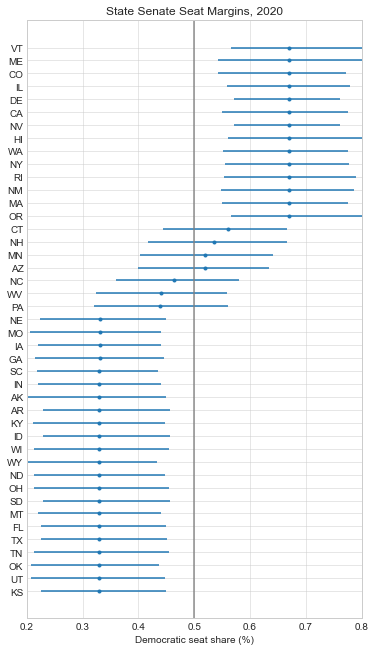 State Senate Seat Margins, 2020
VT
ME
CO
IL
DE
CA
NV
HI
WA
NY
RI
NM
MA
OR
CT
NH
MN
AZ
NC
WV
PA
NE
MO
IA
GA
SC
IN
AK
AR
KY
ID
WI
WY
ND
OH
SD
MT
FL
TX
TN
OK
UT
KS
0.2 0.3 0.4 0.5 0.6 0.7 0.8
Democratic seat share (%)